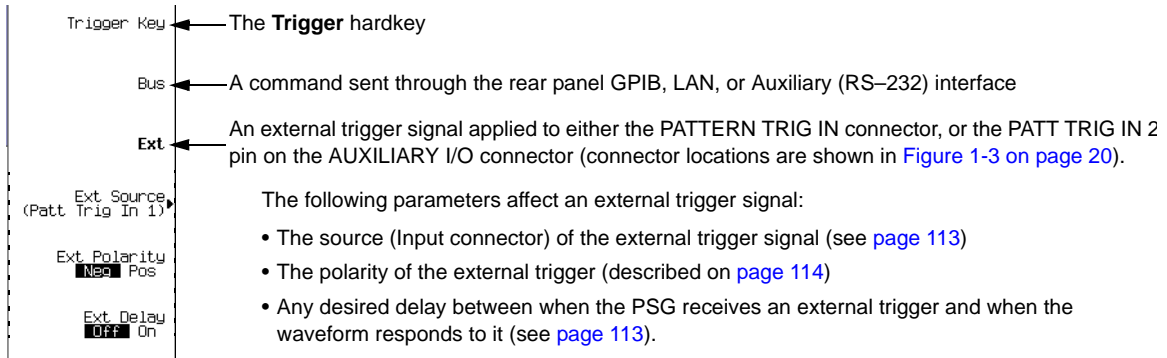 Trigger Key
The Trigger hardkey
Bus
A command sent through the rear panel GPIB, LAN, or Auxiliary (RS–232) interface
Ext
An external trigger signal applied to either the PATTERN TRIG IN connector, or the PATT TRIG IN 2
pin on the AUXILIARY I/O connector (connector locations are shown in Figure 1-3 on page 20).
Ext Source
(Patt Trig In 1)
The following parameters affect an external trigger signal:
• The source (Input connector) of the external trigger signal (see page 113)
Ext Polarity
Neg Pos
• The polarity of the external trigger (described on page 114)
Ext Delay
Off On
• Any desired delay between when the PSG receives an external trigger and when the
waveform responds to it (see page 113).